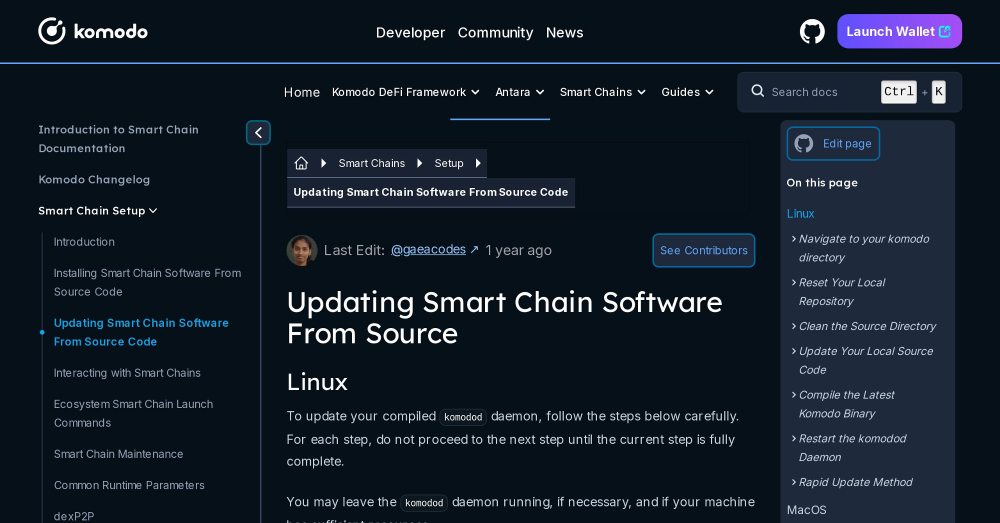 komodo
Developer Community News
Launch Wallet
Home Komodo DeFi Framework Antara Smart Chains Guides
Search docs Ctrl + K
Introduction to Smart Chain
Documentation
Komodo Changelog
Smart Chain Setup
Introduction
Installing Smart Chain Software From
Source Code
Updating Smart Chain Software
From Source Code
Interacting with Smart Chains
Ecosystem Smart Chain Launch
Commands
Smart Chain Maintenance
Common Runtime Parameters
dexP2P
Smart Chains Setup
Updating Smart Chain Software From Source Code
Last Edit: @gaeacodes ↗ 1 year ago
See Contributors
Updating Smart Chain Software
From Source
Linux
To update your compiled komodod daemon, follow the steps below carefully.
For each step, do not proceed to the next step until the current step is fully
complete.
You may leave the komodod daemon running, if necessary, and if your machine
has sufficient resources.
Edit page
On this page
Linux
Navigate to your komodo
directory
Reset Your Local
Repository
Clean the Source Directory
Update Your Local Source
Code
Compile the Latest
Komodo Binary
Restart the komodod
Daemon
Rapid Update Method
MacOS